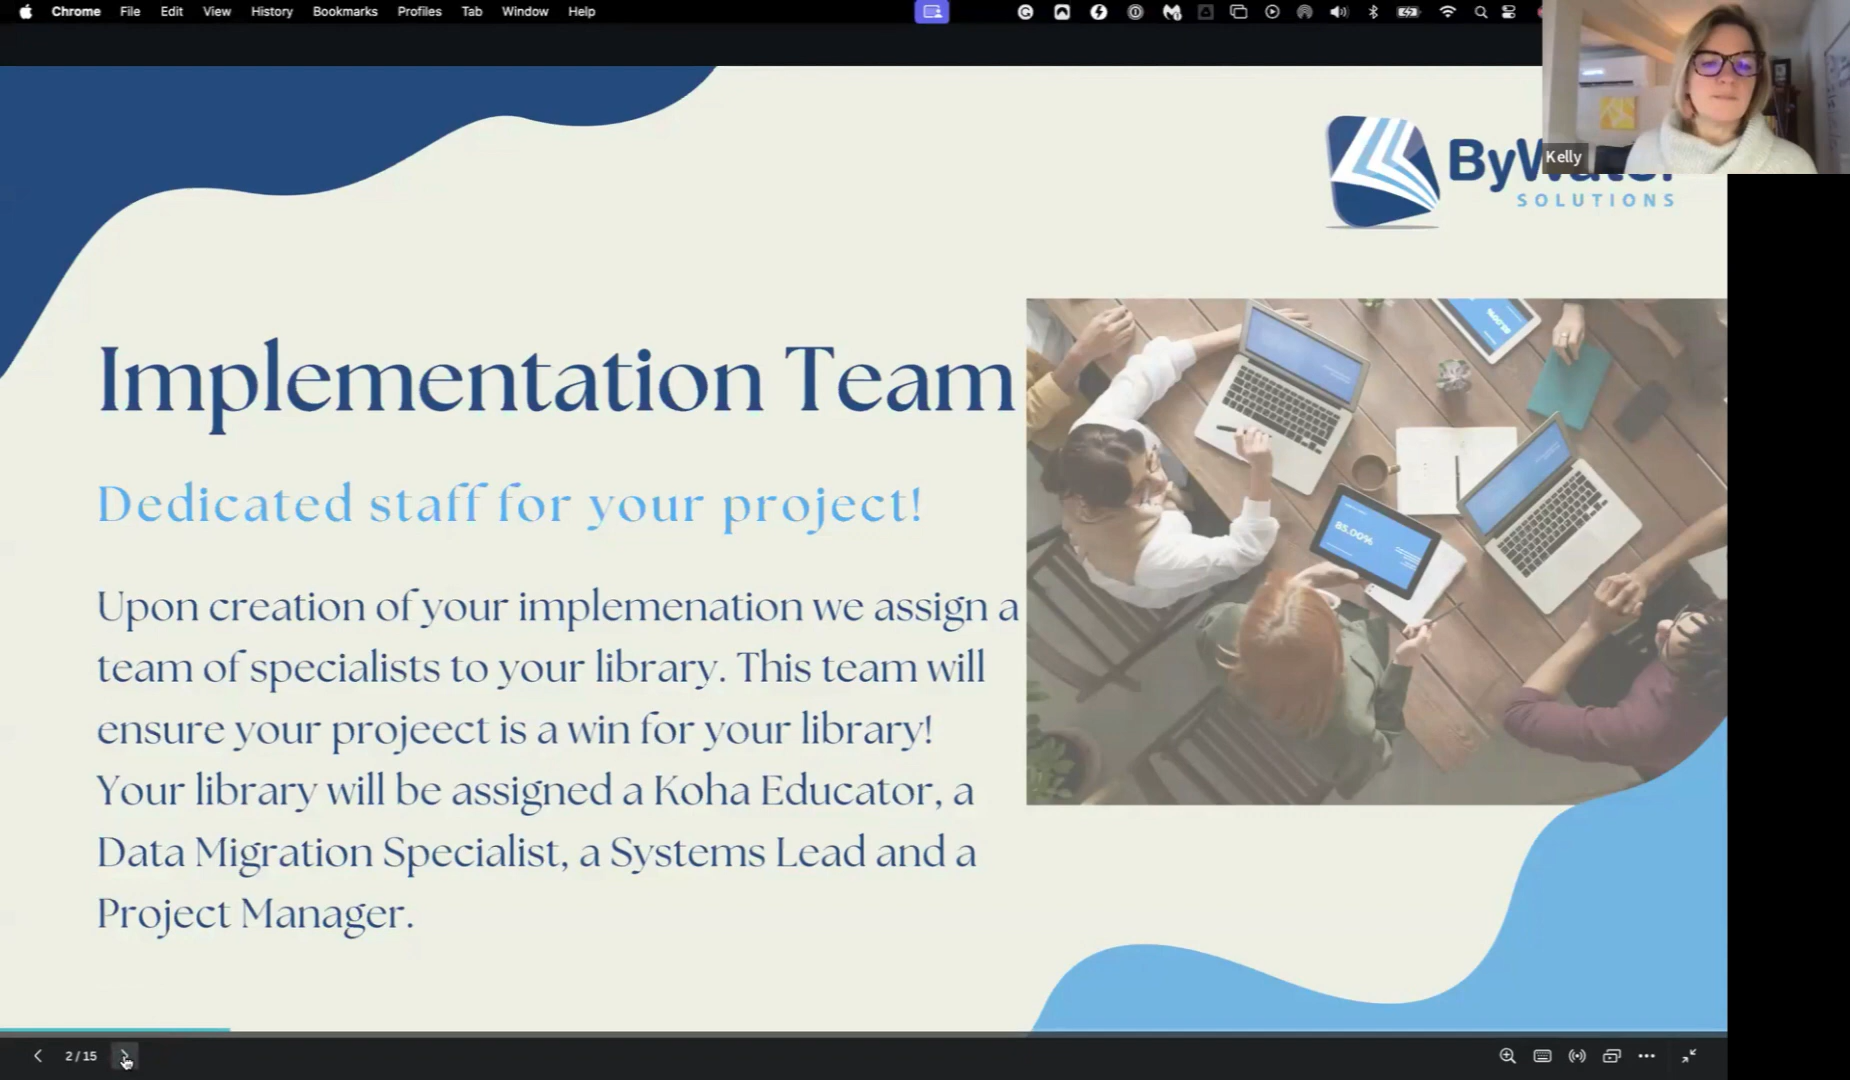 Chrome File Edit View History Bookmarks Profiles Tab Window Help
Kelly
SOLUTIONS
Implementation Team
Dedicated staff for your project!
Upon creation of your implemenation we assign a
team of specialists to your library. This team will
ensure your projeect is a win for your library!
Your library will be assigned a Koha Educator, a
Data Migration Specialist, a Systems Lead and a
Project Manager.
85.00%
2 / 15